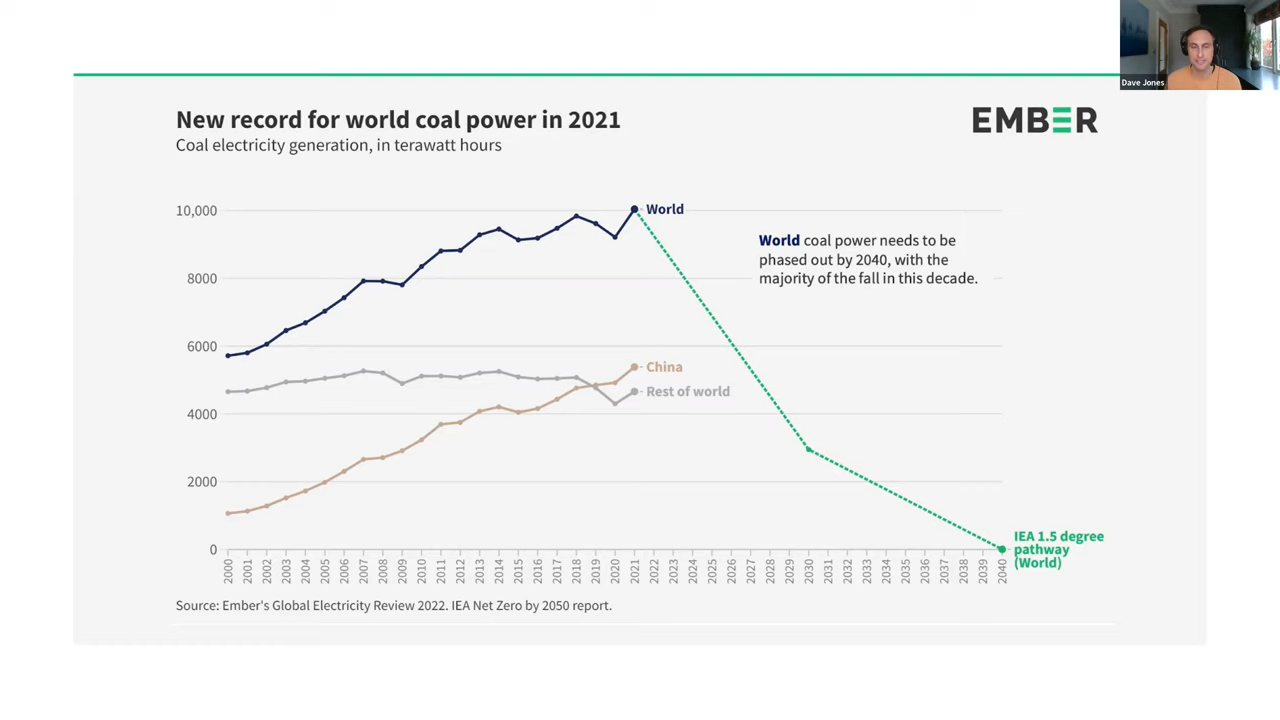 Dave Jones
New record for world coal power in 2021
EMBER
Coal electricity generation, in terawatt hours
10,000
8000
6000
4000
2000
0
World
World coal power needs to be
phased out by 2040, with the
majority of the fall in this decade.
China
Rest of world
IEA 1.5 degree
pathway
(World)
2000 2001 2002 2003 2004 2005 2006 2007 2008 2009 2010 2011 2012 2013 2014 2015 2016 2017 2018 2019 2020 2021 2022 2023 2024 2025 2026 2027 2028 2029 2030 2031 2032 2033 2034 2035 2036 2037 2038 2039 2040
Source: Ember's Global Electricity Review 2022. IEA Net Zero by 2050 report.